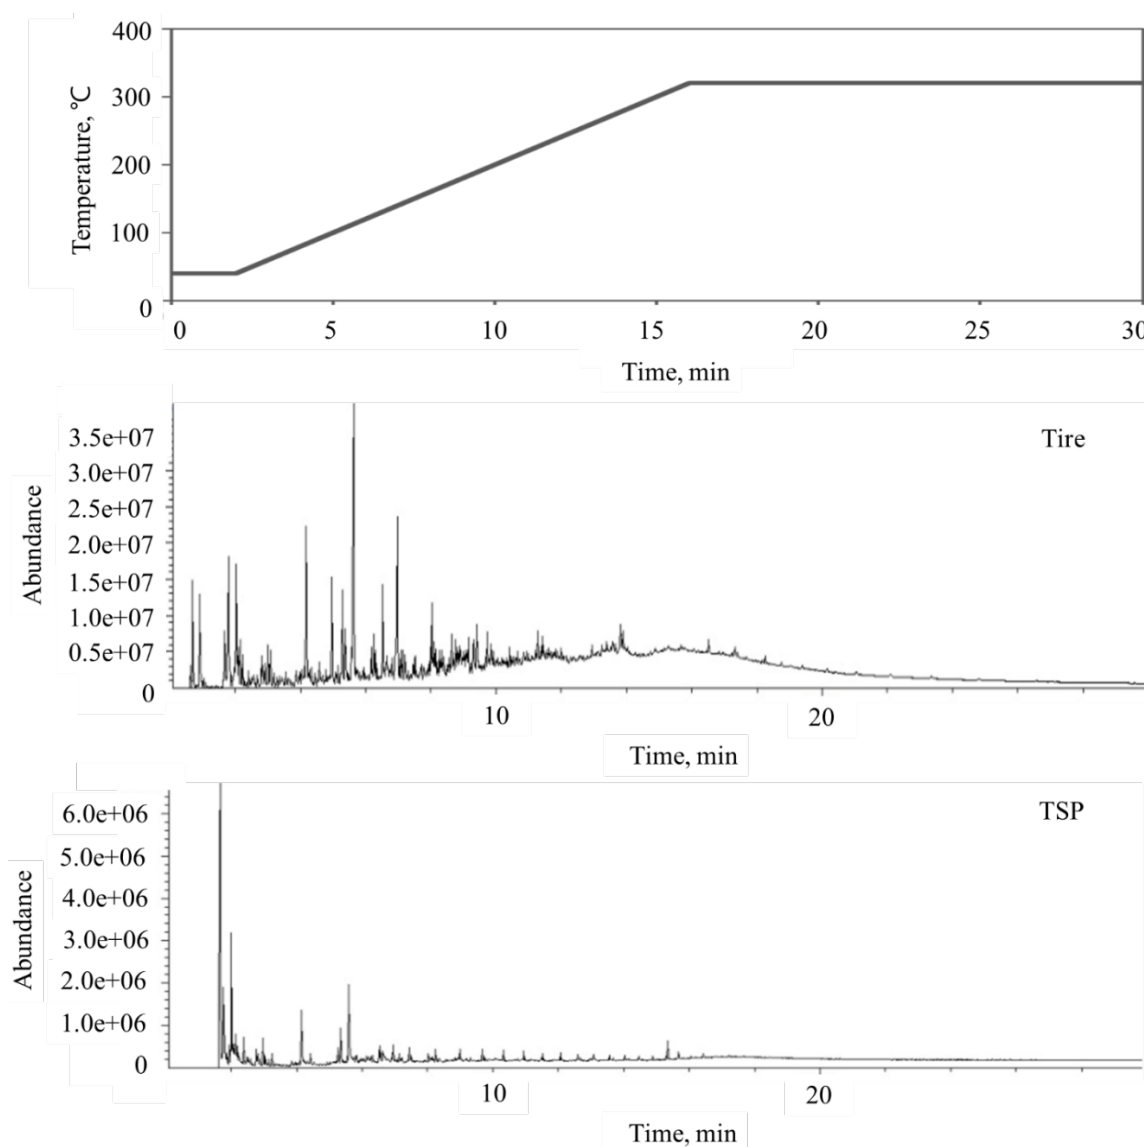 400
300
200
100
0
Temperature, ℃
0 5 10 15 20 25 30
Time, min
Tire
3.5e+07
3.0e+07
2.5e+07
2.0e+07
1.5e+07
1.0e+07
0.5e+07
0
Abundance
10 20
Time, min
TSP
6.0e+06
5.0e+06
4.0e+06
3.0e+06
2.0e+06
1.0e+06
0
Abundance
10 20
Time, min